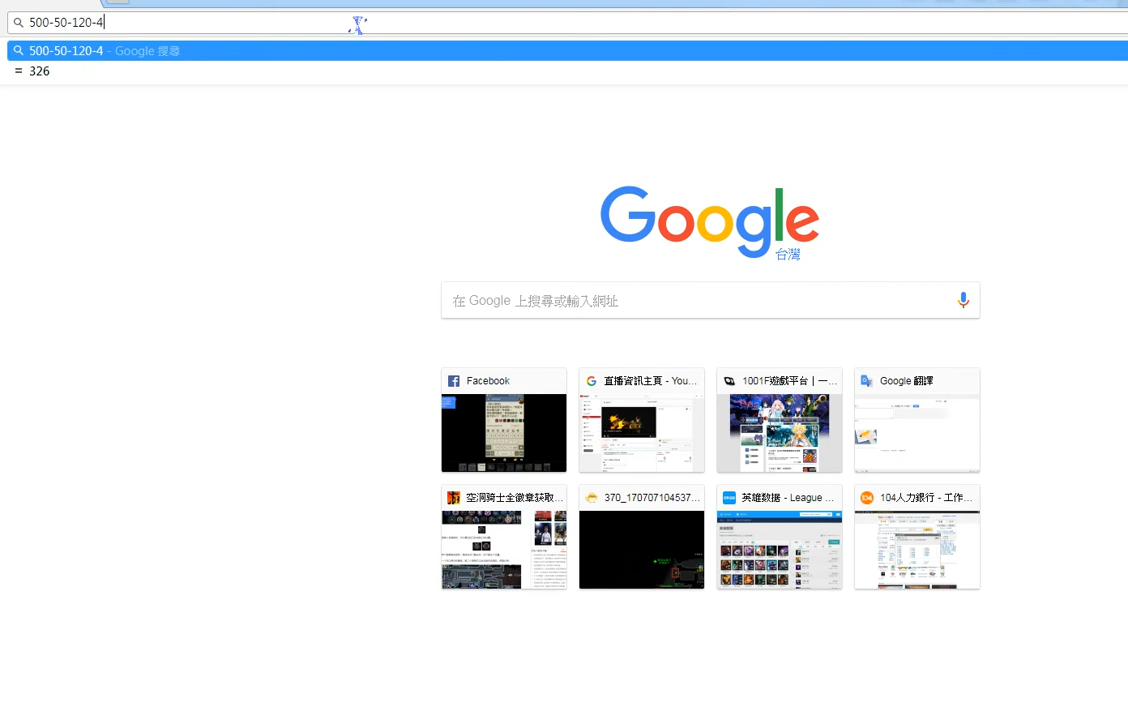 500-50-120-4
500-50-120-4 - Google 搜尋
= 326
Google
台灣
在 Google 上搜尋或輸入網址
Facebook
直播資訊主頁 - You...
1001F遊戲平台 | 一...
Google 翻譯
空洞骑士全徽章获取...
370_170707104537...
英雄数据 - League ...
104人力銀行 - 工作...